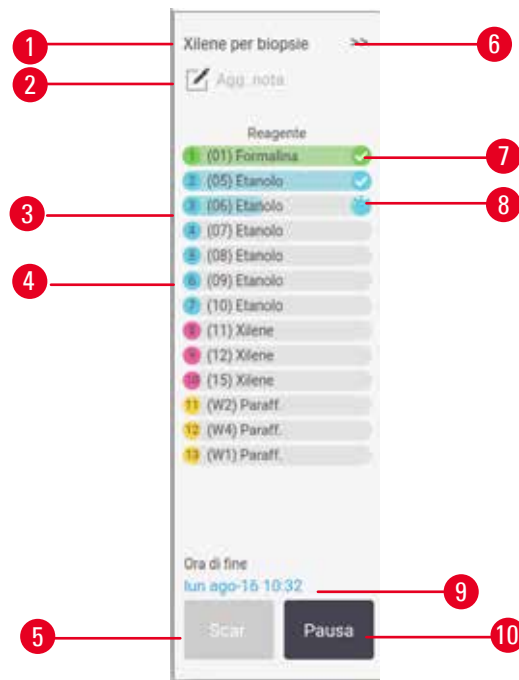 1 Xilene per biopsie >> 6
2 Agg. nota
Reagente
1 (01) Formalina 7
2 (05) Etanolo
3 3 (06) Etanolo 8
4 (07) Etanolo
5 (08) Etanolo
4 6 (09) Etanolo
7 (10) Etanolo
8 (11) Xilene
9 (12) Xilene
10 (15) Xilene
11 (W2) Paraff.
12 (W4) Paraff.
13 (W1) Paraff.
Ora di fine
lun ago-16 10:32 9
5 Scar Pausa 10